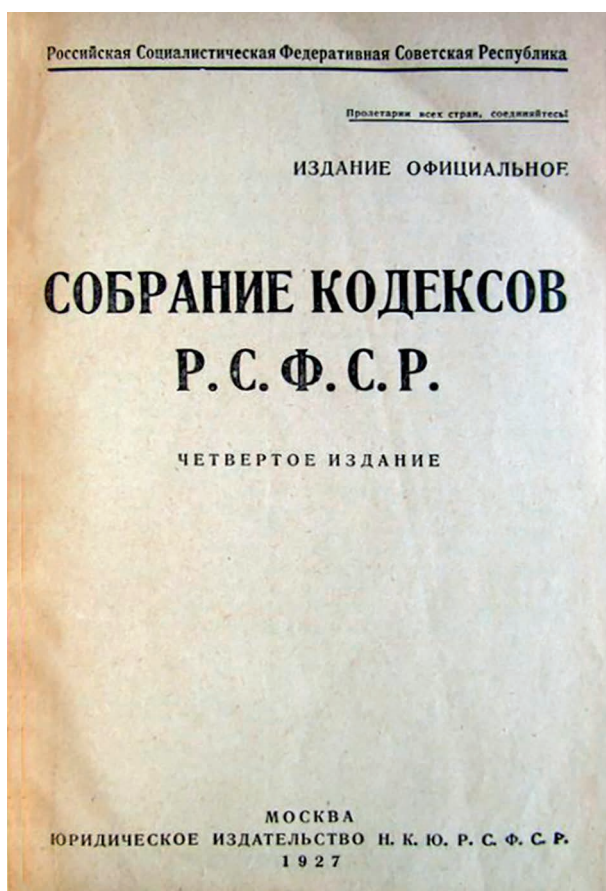 Российская Социалистическая Федеративная Советская Республика
Пролетарии всех стран, соединяйтесь!
ИЗДАНИЕ ОФИЦИАЛЬНОЕ
СОБРАНИЕ КОДЕКСОВ
Р. С. Ф. С. Р.
ЧЕТВЕРТОЕ ИЗДАНИЕ
МОСКВА
ЮРИДИЧЕСКОЕ ИЗДАТЕЛЬСТВО Н. К. Ю. Р. С. Ф. С. Р.
1927